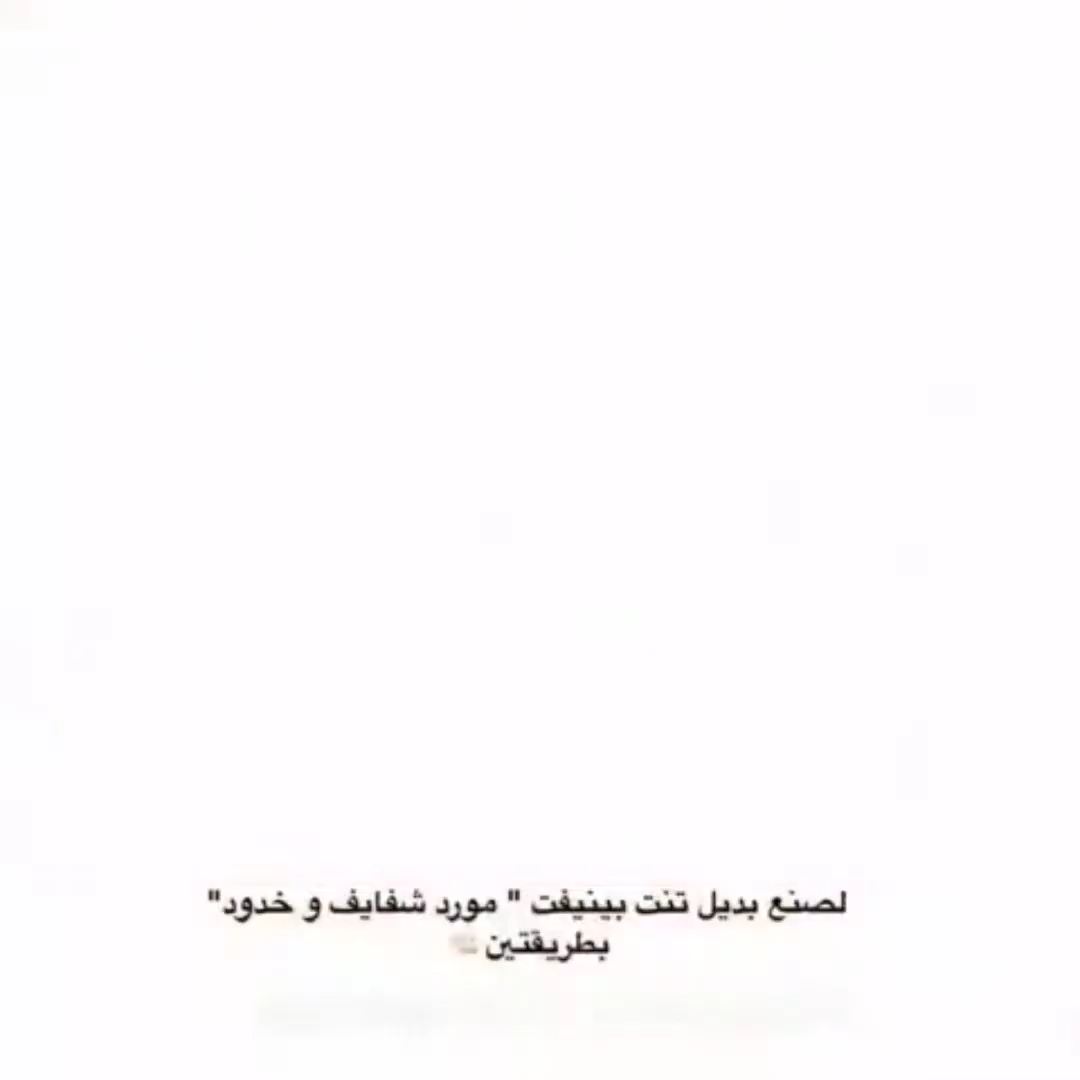 لصنع بديل تنت بينيفت " مورد شفايف و خدود"
بطريقتين